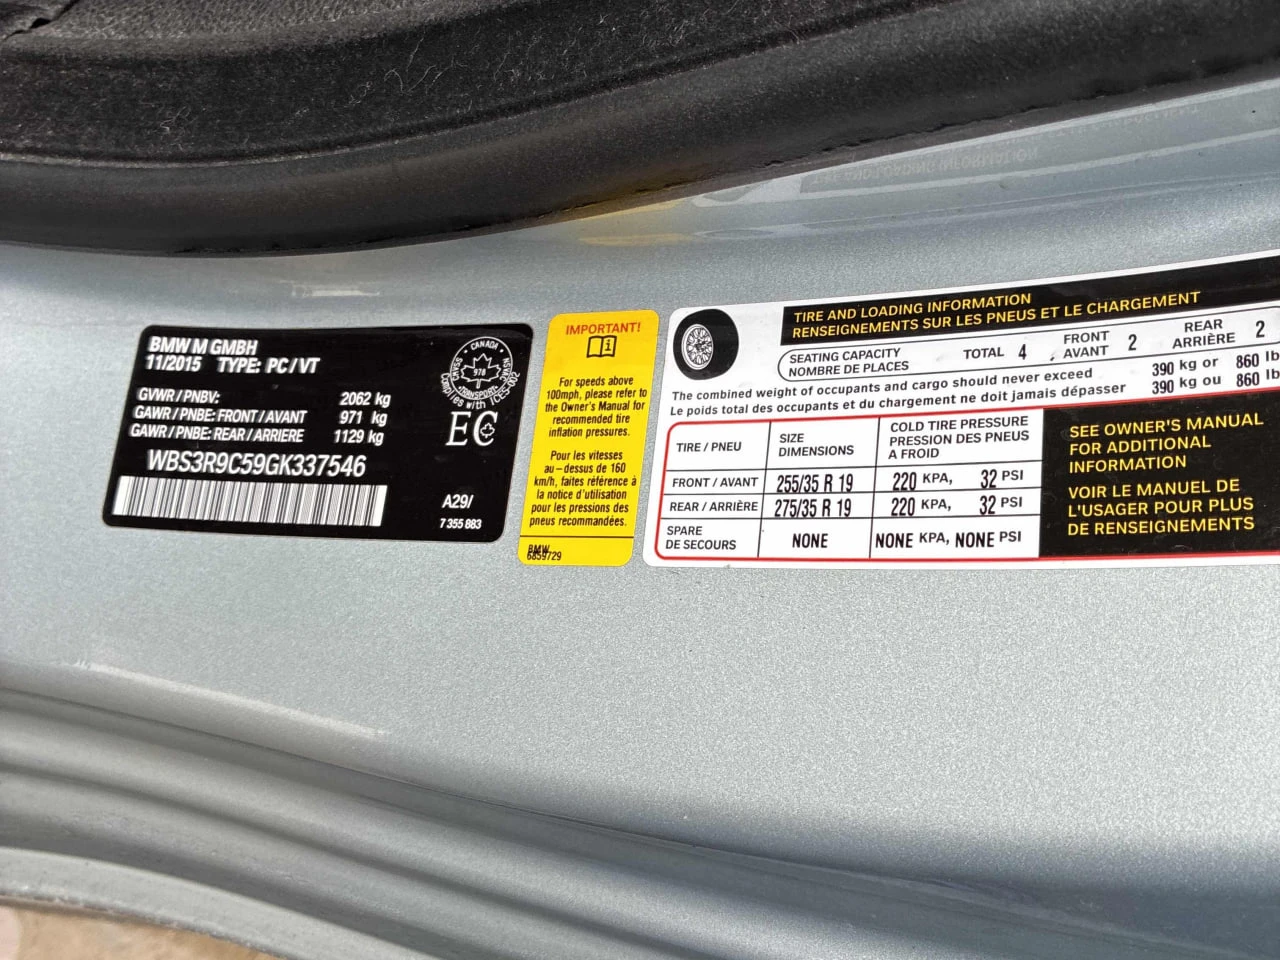 BMW M GMBH
11/2015 TYPE: PC/VT
GVWR/PNBV: 2062 kg
GAWR/PNBE: FRONT/AVANT 971 kg
GAWR/PNBE: REAR/ARRIERE 1129 kg
WBS3R9C59GK337546
A29/
7 355 883
CANADA
978
TRANSPORT
Complies with ICES-002
EC
IMPORTANT!
For speeds above
100mph, please refer to
the Owner's Manual for
recommended tire
inflation pressures.
Pour les vitesses
au-dessus de 160
km/h, faites référence à
la notice d'utilisation
pour les pressions des
pneus recommandées.
BMW
6859729
TIRE AND LOADING INFORMATION
RENSEIGNEMENTS SUR LES PNEUS ET LE CHARGEMENT
SEATING CAPACITY
NOMBRE DE PLACES
TOTAL 4
FRONT
AVANT 2
REAR
ARRIÈRE 2
The combined weight of occupants and cargo should never exceed 390 kg or 860 lb
Le poids total des occupants et du chargement ne doit jamais dépasser 390 kg ou 860 lb
TIRE / PNEU
SIZE
DIMENSIONS
COLD TIRE PRESSURE
PRESSION DES PNEUS
A FROID
FRONT / AVANT 255/35 R 19 220 KPA, 32 PSI
REAR / ARRIÈRE 275/35 R 19 220 KPA, 32 PSI
SPARE
DE SECOURS
NONE NONE KPA, NONE PSI
SEE OWNER'S MANUAL
FOR ADDITIONAL
INFORMATION
VOIR LE MANUEL DE
L'USAGER POUR PLUS
DE RENSEIGNEMENTS